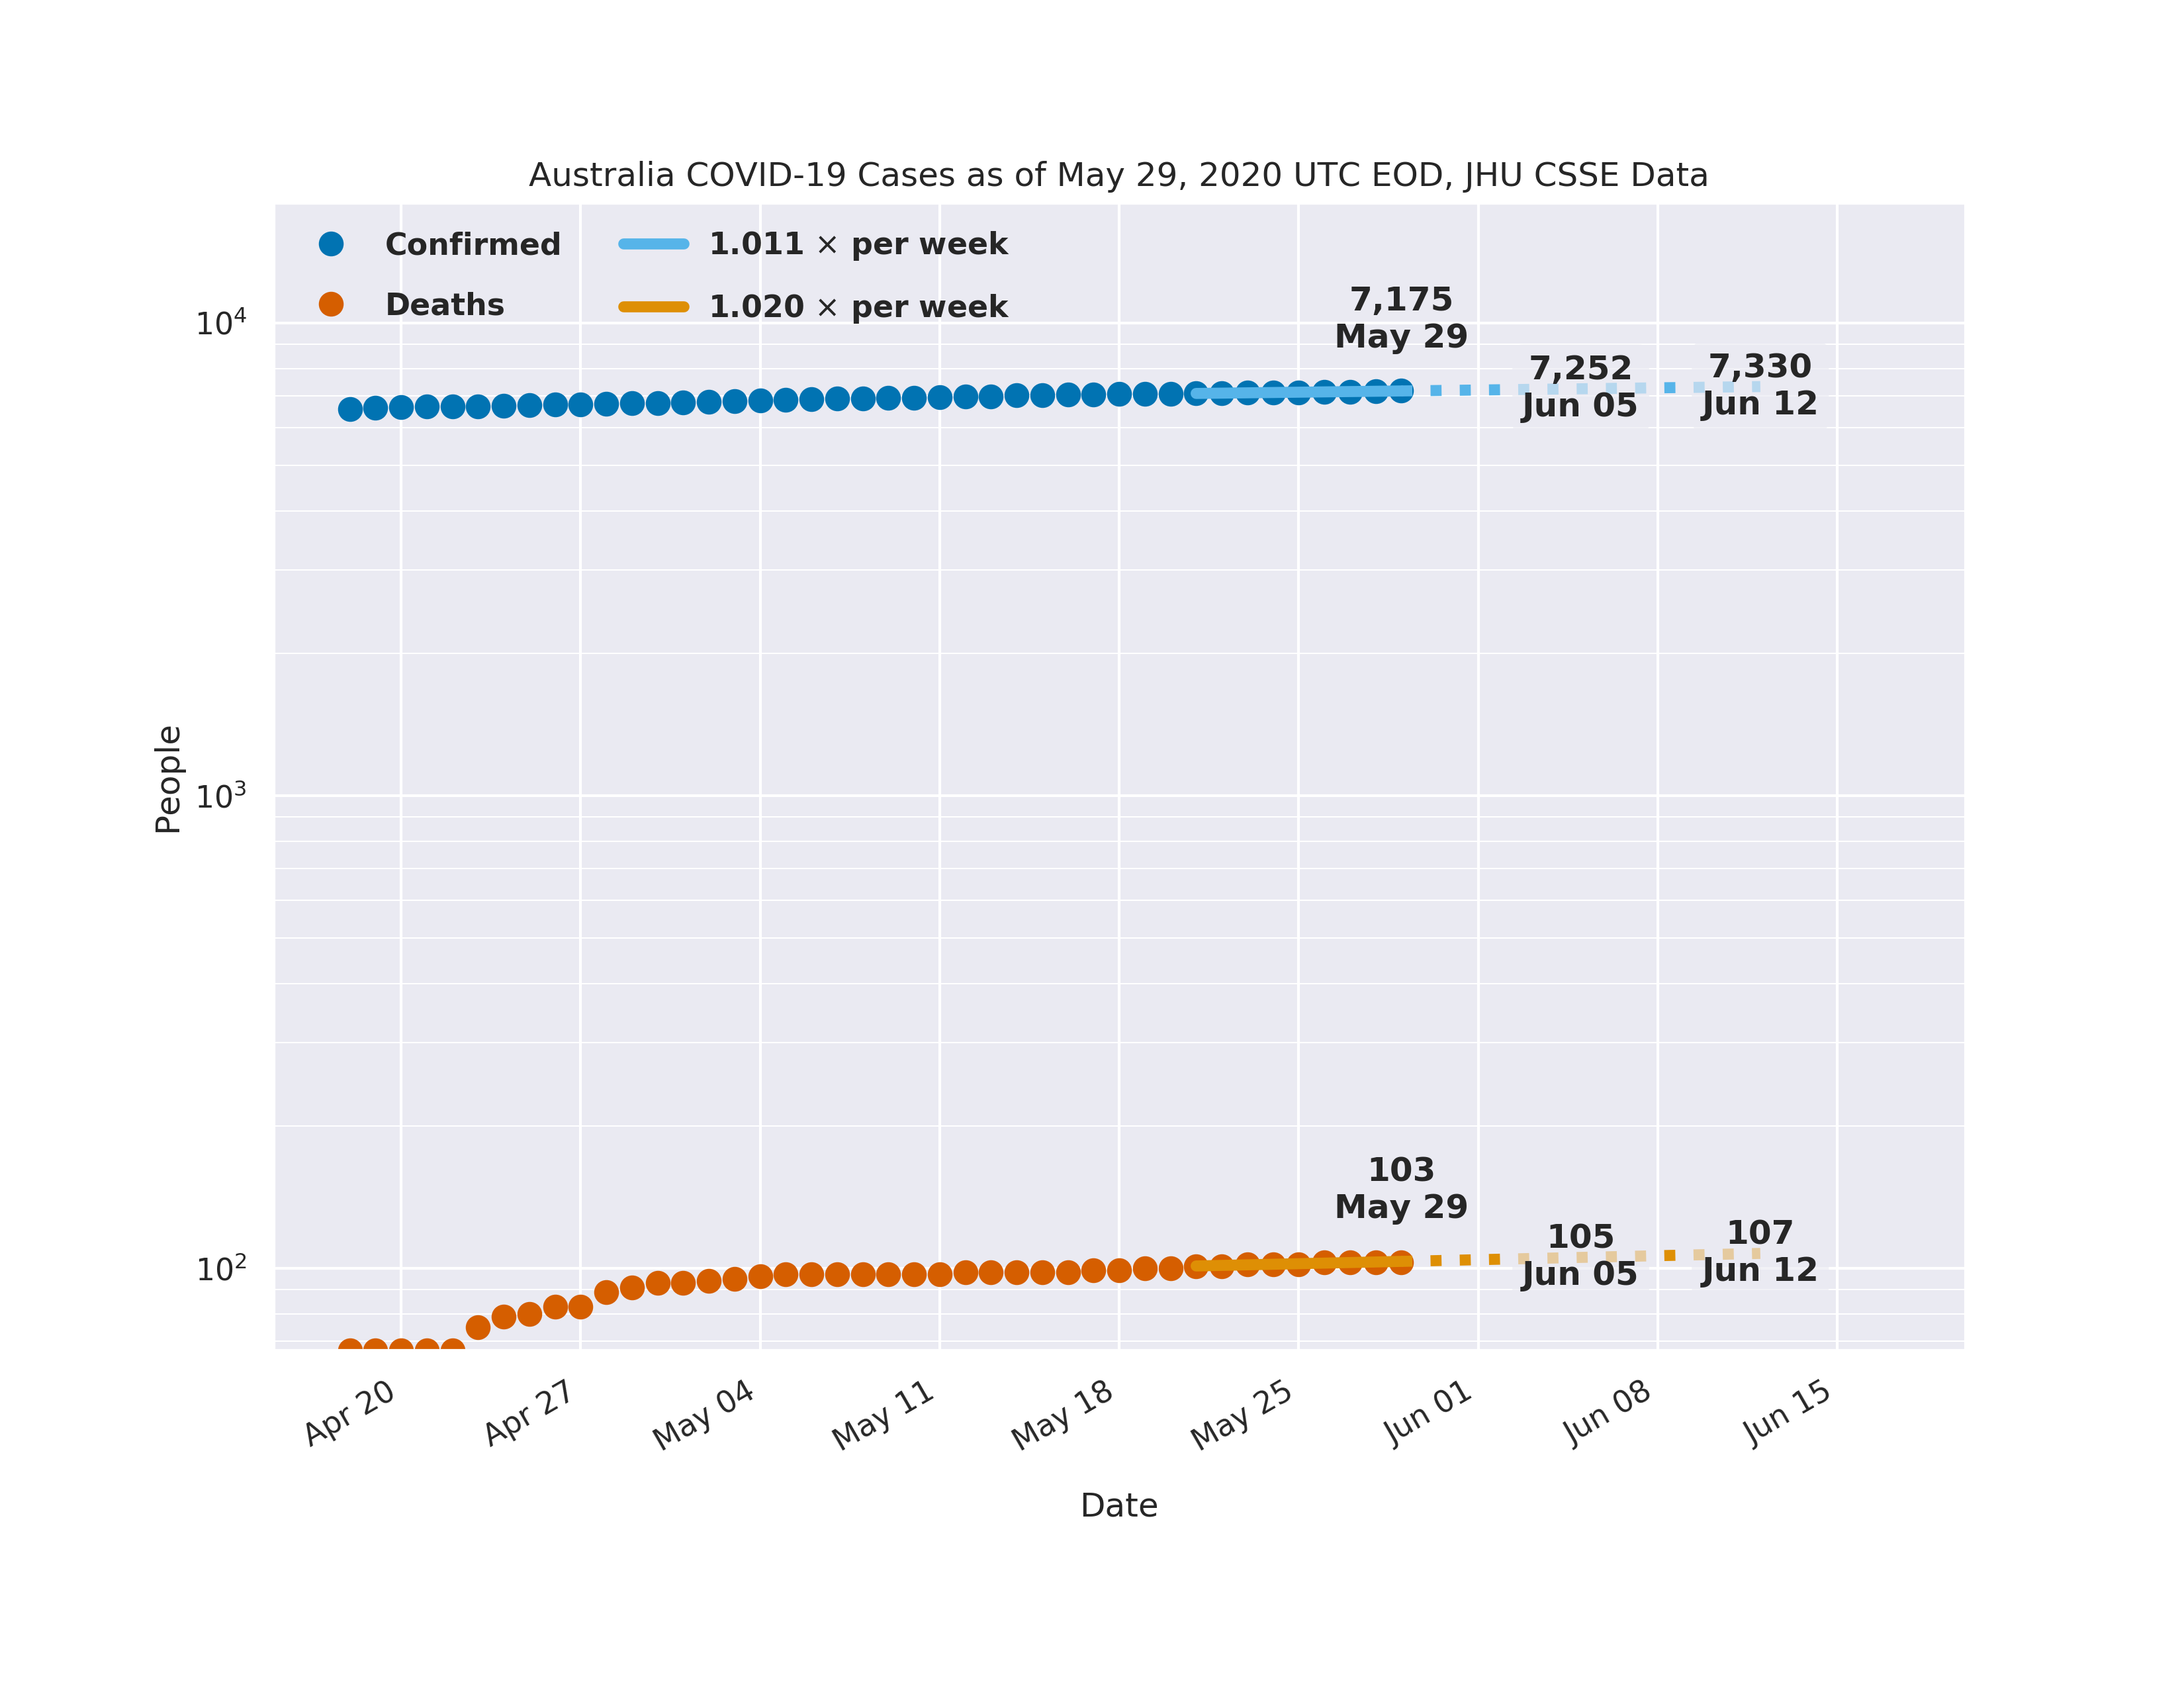 Australia COVID-19 Cases as of May 29, 2020 UTC EOD, JHU CSSE Data
Confirmed
Deaths
1.011 × per week
1.020 × per week
7,175
May 29
7,252
Jun 05
7,330
Jun 12
103
May 29
105
Jun 05
107
Jun 12
10⁴
10³
10²
People
Apr 20
Apr 27
May 04
May 11
May 18
May 25
Jun 01
Jun 08
Jun 15
Date